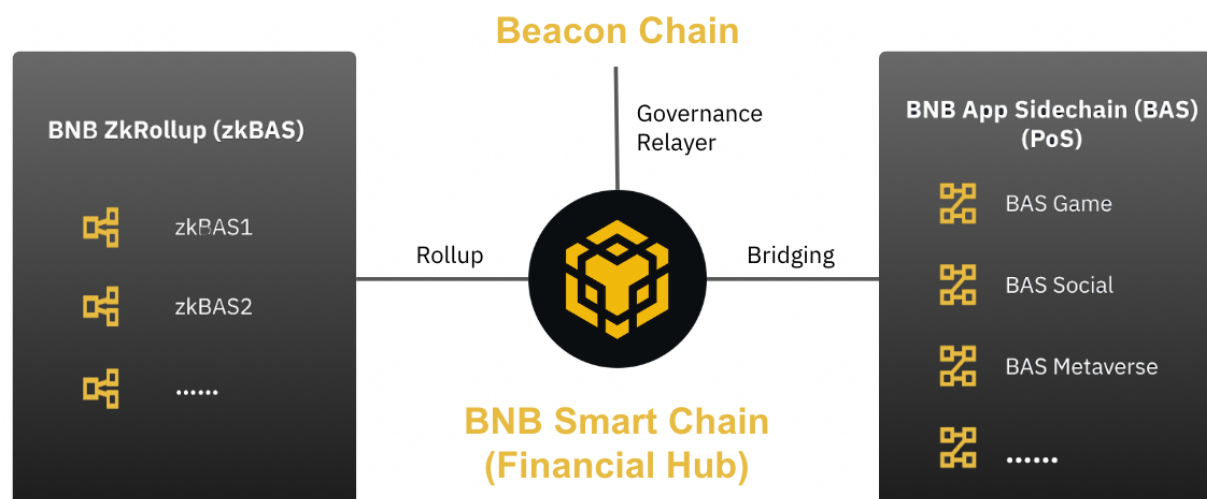 Beacon Chain
Governance
Relayer
BNB ZkRollup (zkBAS)
zkBAS1
zkBAS2
......
Rollup
Bridging
BNB Smart Chain
(Financial Hub)
BNB App Sidechain (BAS)
(PoS)
BAS Game
BAS Social
BAS Metaverse
......